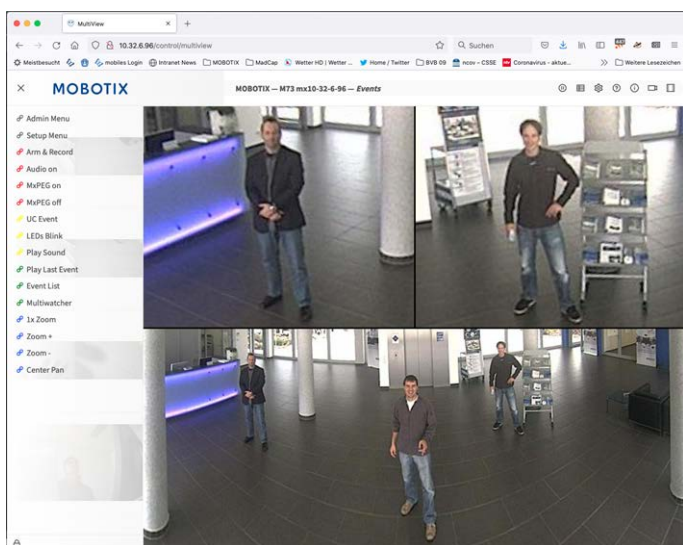 MultiView
10.32.6.96/control/multiview
Suchen
Meistbesucht
mobiles Login
Intranet News
MOBOTIX
MadCap
Wetter HD | Wetter ...
Home / Twitter
BVB 09
ncov – CSSE
Coronavirus - aktue...
Weitere Lesezeichen
MOBOTIX
MOBOTIX — M73 mx10-32-6-96 — Events
Admin Menu
Setup Menu
Arm & Record
Audio on
MxPEG on
MxPEG off
UC Event
LEDs Blink
Play Sound
Play Last Event
Event List
Multiwatcher
1x Zoom
Zoom +
Zoom -
Center Pan